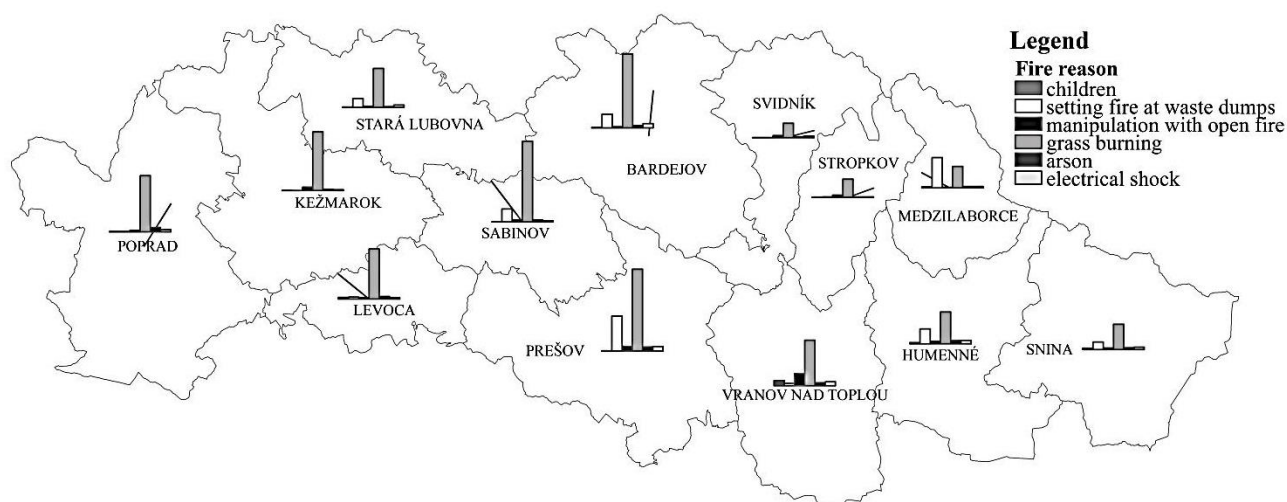 Legend
Fire reason
children
setting fire at waste dumps
manipulation with open fire
grass burning
arson
electrical shock
STARÁ LUBOVNA
BARDEJOV
SVIDNÍK
STROPKOV
MEDZILABORCE
KEŽMAROK
SABINOV
POPRAD
LEVOCA
PREŠOV
VRANOV NAD TOPLOU
HUMENNÉ
SNINA